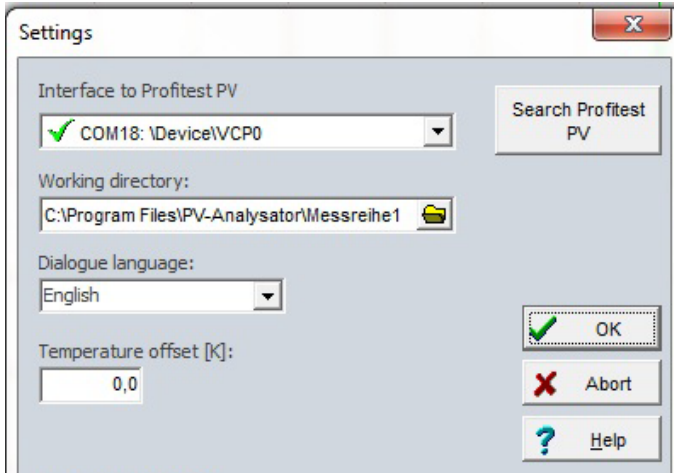 Settings
Interface to Profitest PV
COM18: \Device\VCP0
Search Profitest
PV
Working directory:
C:\Program Files\PV-Analysator\Messreihe1
Dialogue language:
English
Temperature offset [K]:
0,0
OK
Abort
Help